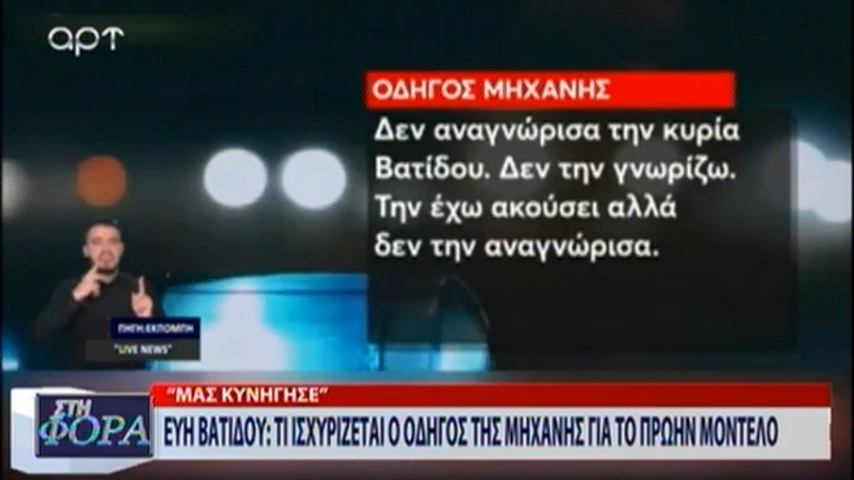 αρτ
ΟΔΗΓΟΣ ΜΗΧΑΝΗΣ
Δεν αναγνώρισα την κυρία
Βατίδου. Δεν την γνωρίζω.
Την έχω ακούσει αλλά
δεν την αναγνώρισα.
ΠΗΓΗ: ΕΚΠΟΜΠΗ
"LIVE NEWS"
"ΜΑΣ ΚΥΝΗΓΗΣΕ"
ΣΤΗ
ΦΟΡΑ
ΕΥΗ ΒΑΤΙΔΟΥ: ΤΙ ΙΣΧΥΡΙΖΕΤΑΙ Ο ΟΔΗΓΟΣ ΤΗΣ ΜΗΧΑΝΗΣ ΓΙΑ ΤΟ ΠΡΩΗΝ ΜΟΝΤΕΛΟ